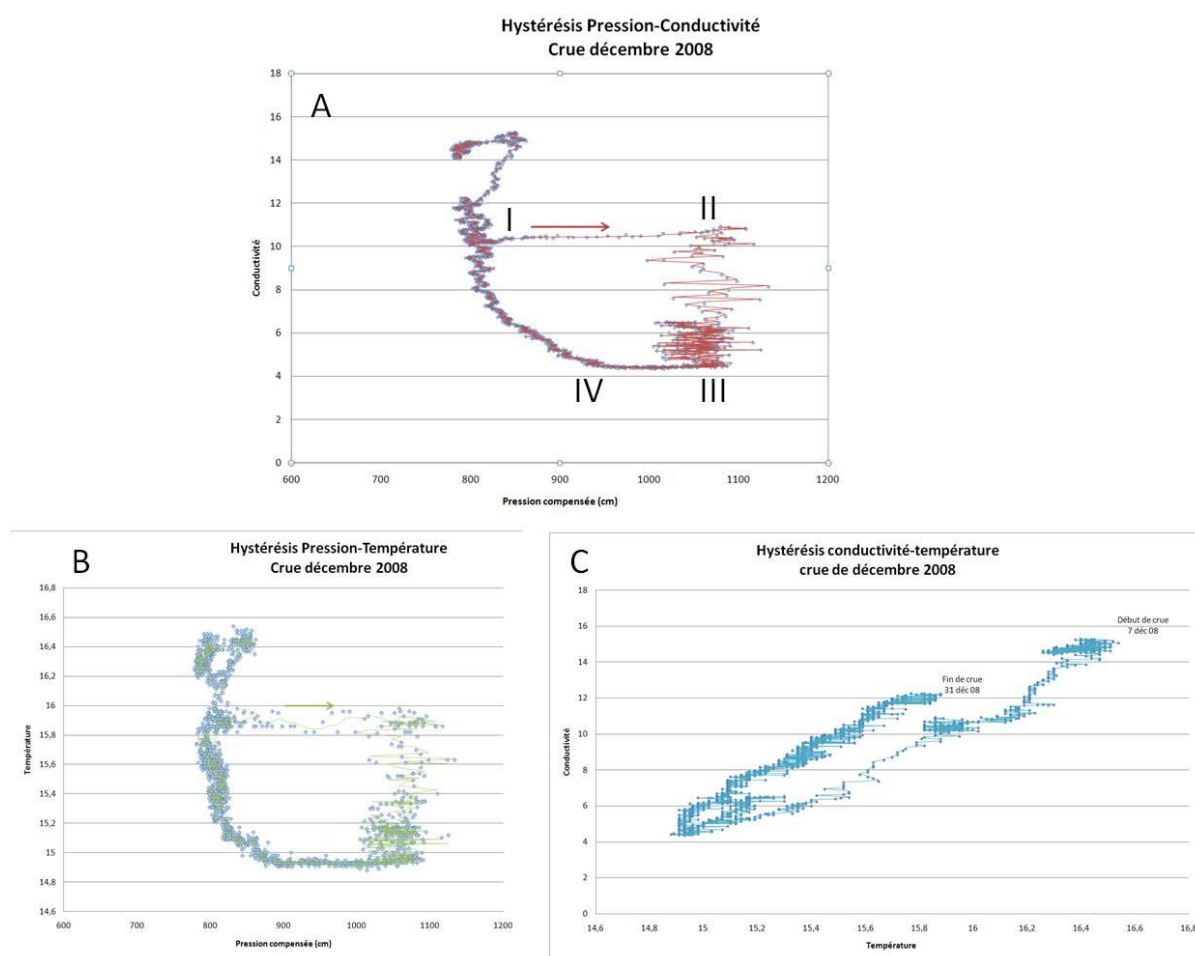 Hystérésis Pression-Conductivité
Crue décembre 2008
A
18
16
14
12
10
8
6
4
2
0
Conductivité
I
II
III
IV
600
700
800
900
1000
1100
1200
Pression compensée (cm)
B
Hystérésis Pression-Température
Crue décembre 2008
16,8
16,6
16,4
16,2
16
15,8
15,6
15,4
15,2
15
14,8
14,6
Température
600
700
800
900
1000
1100
1200
Pression compensée (cm)
C
Hystérésis conductivité-température
crue de décembre 2008
18
16
14
12
10
8
6
4
2
0
Conductivité
Début de crue
7 déc 08
Fin de crue
31 déc 08
14,6
14,8
15
15,2
15,4
15,6
15,8
16
16,2
16,4
16,6
16,8
Température